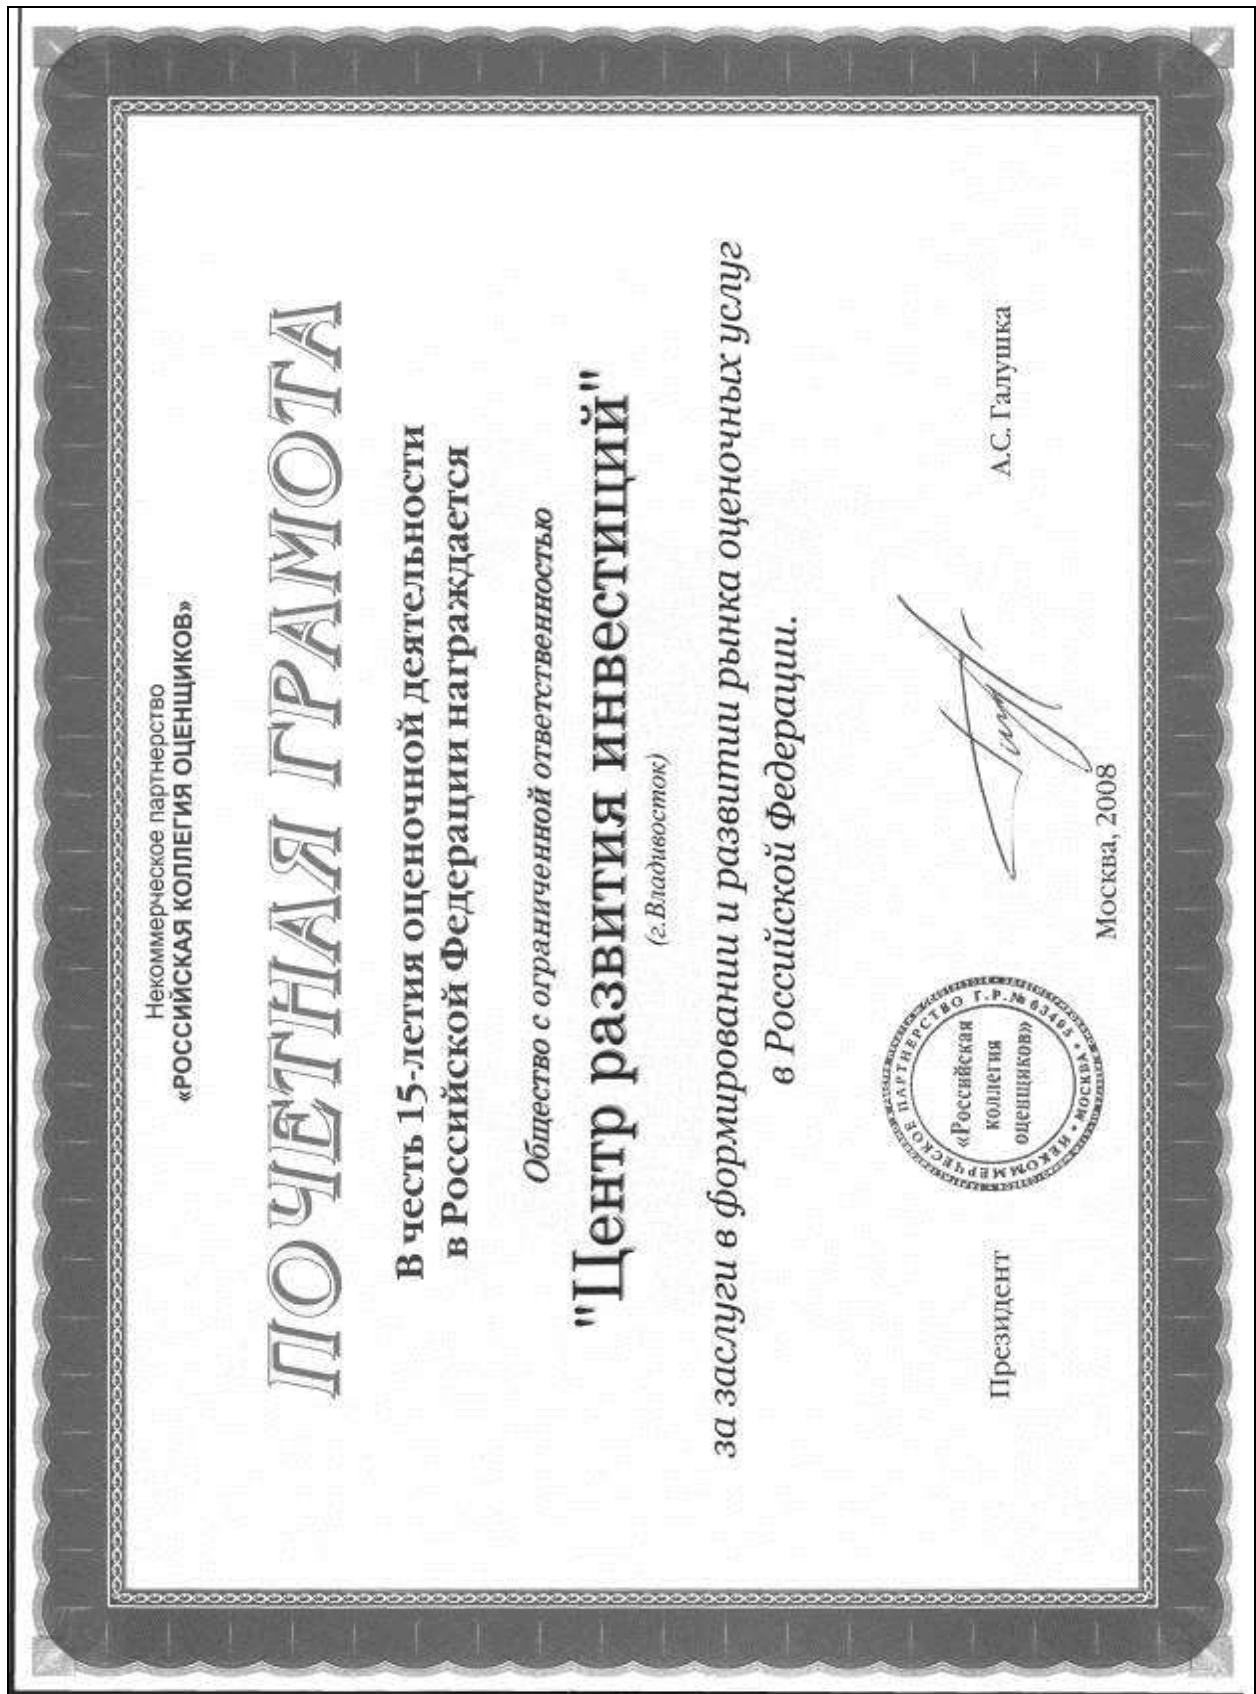 Некоммерческое партнерство
«РОССИЙСКАЯ КОЛЛЕГИЯ ОЦЕНЩИКОВ»
ПОЧЕТНАЯ ГРАМОТА
В честь 15-летия оценочной деятельности
в Российской Федерации награждается
Общество с ограниченной ответственностью
"Центр развития инвестиций"
(г.Владивосток)
за заслуги в формировании и развитии рынка оценочных услуг
в Российской Федерации.
Президент
НЕКОММЕРЧЕСКОЕ ПАРТНЕРСТВО Г.Р.№ 63495 • МОСКВА •
«Российская
коллегия
оценщиков»
А.С. Галушка
Москва, 2008